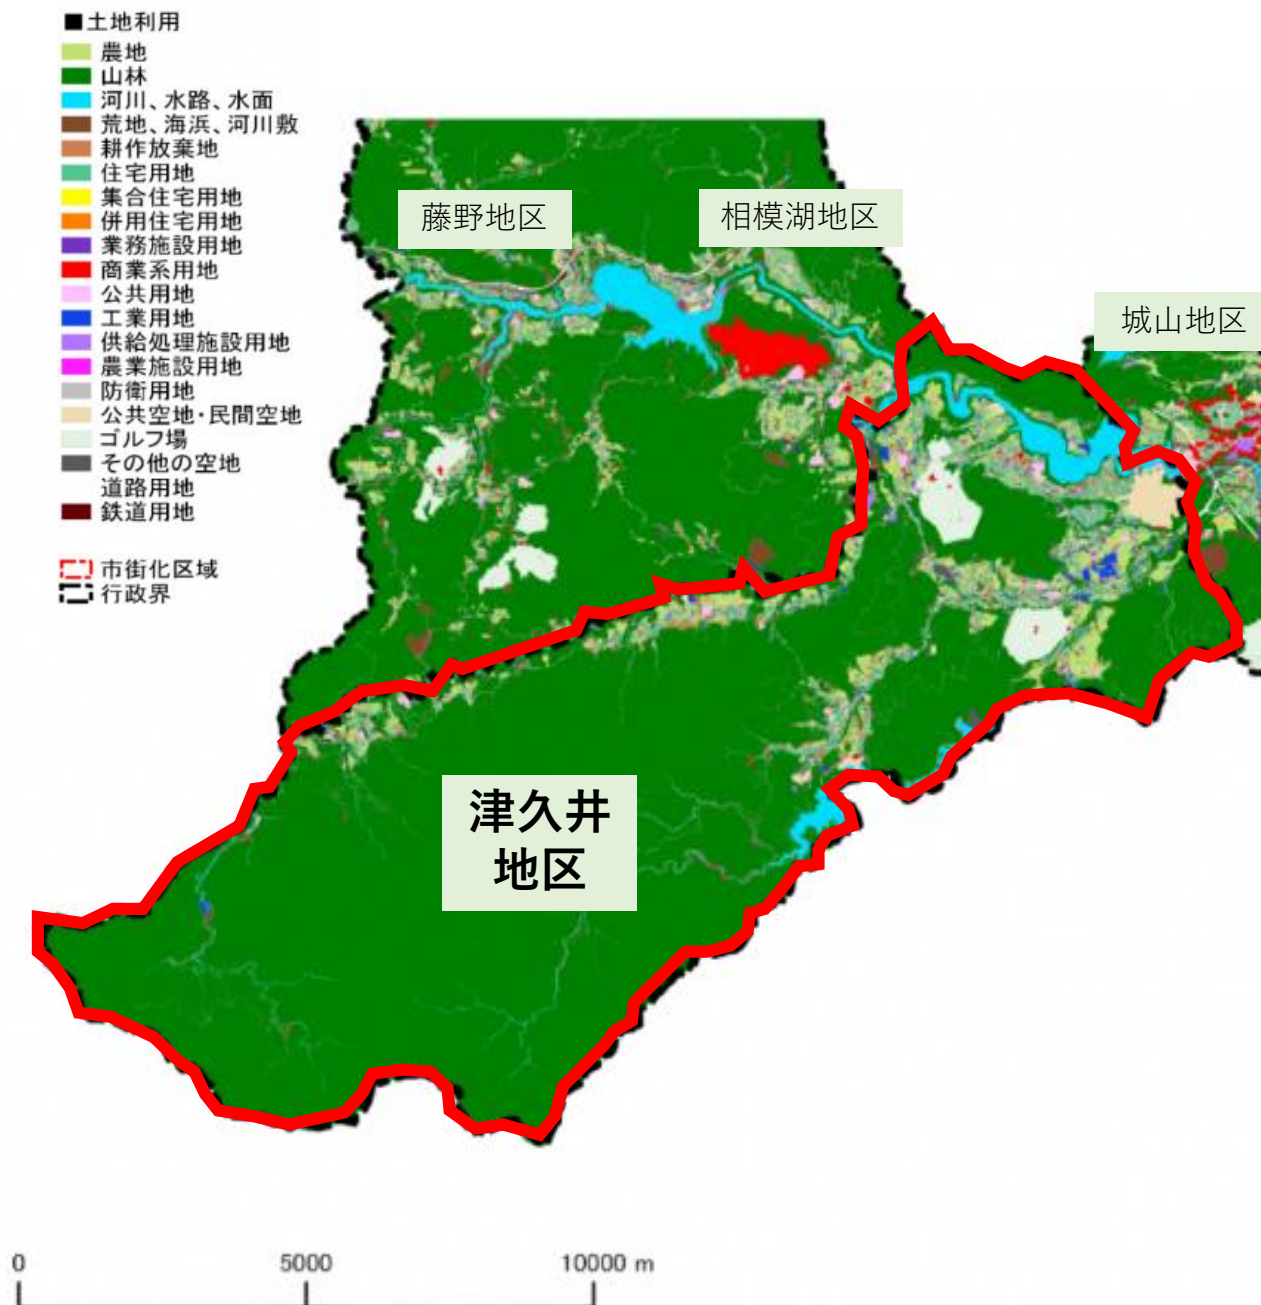 ■土地利用
農地
山林
河川、水路、水面
荒地、海浜、河川敷
耕作放棄地
住宅用地
集合住宅用地
併用住宅用地
業務施設用地
商業系用地
公共用地
工業用地
供給処理施設用地
農業施設用地
防衛用地
公共空地・民間空地
ゴルフ場
その他の空地
道路用地
鉄道用地
市街化区域
行政界
藤野地区
相模湖地区
城山地区
津久井
地区
0 5000 10000 m